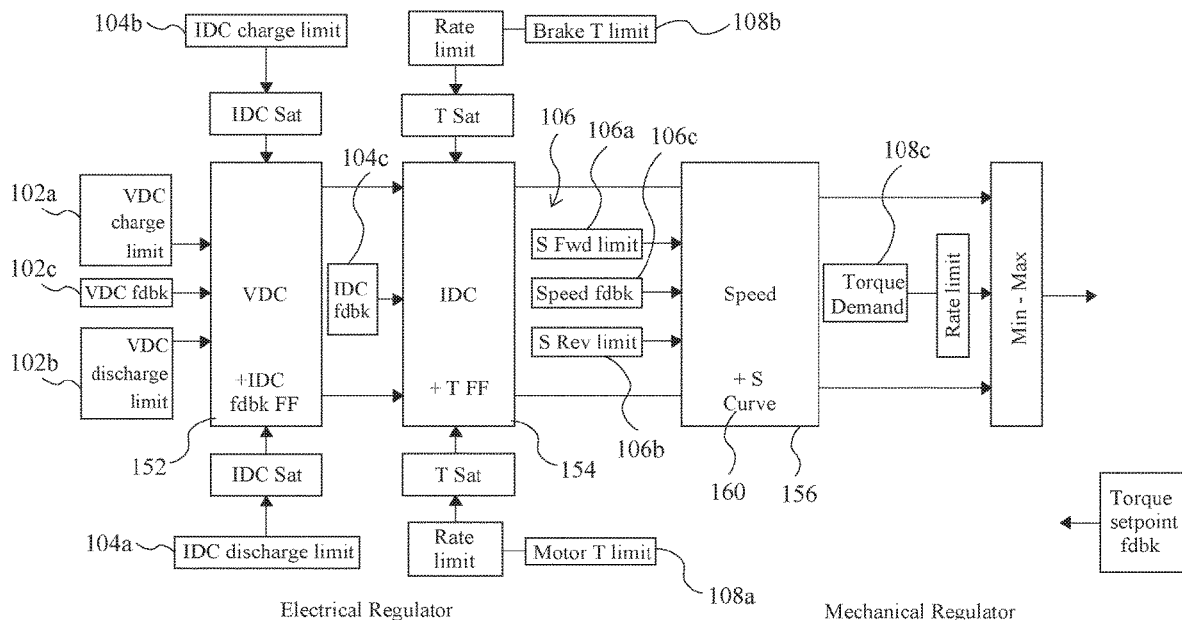 104b
IDC charge limit
Rate
limit
Brake T limit
108b
IDC Sat
T Sat
106
106a
106c
104c
108c
102a
VDC
charge
limit
S Fwd limit
102c
VDC fdbk
VDC
IDC
fdbk
IDC
Speed fdbk
Speed
Torque
Demand
Rate limit
Min - Max
S Rev limit
102b
VDC
discharge
limit
+IDC
fdbk FF
+ T FF
+ S
Curve
106b
152
IDC Sat
T Sat
154
160
156
Torque
setpoint
fdbk
104a
IDC discharge limit
Rate
limit
Motor T limit
108a
Electrical Regulator
Mechanical Regulator